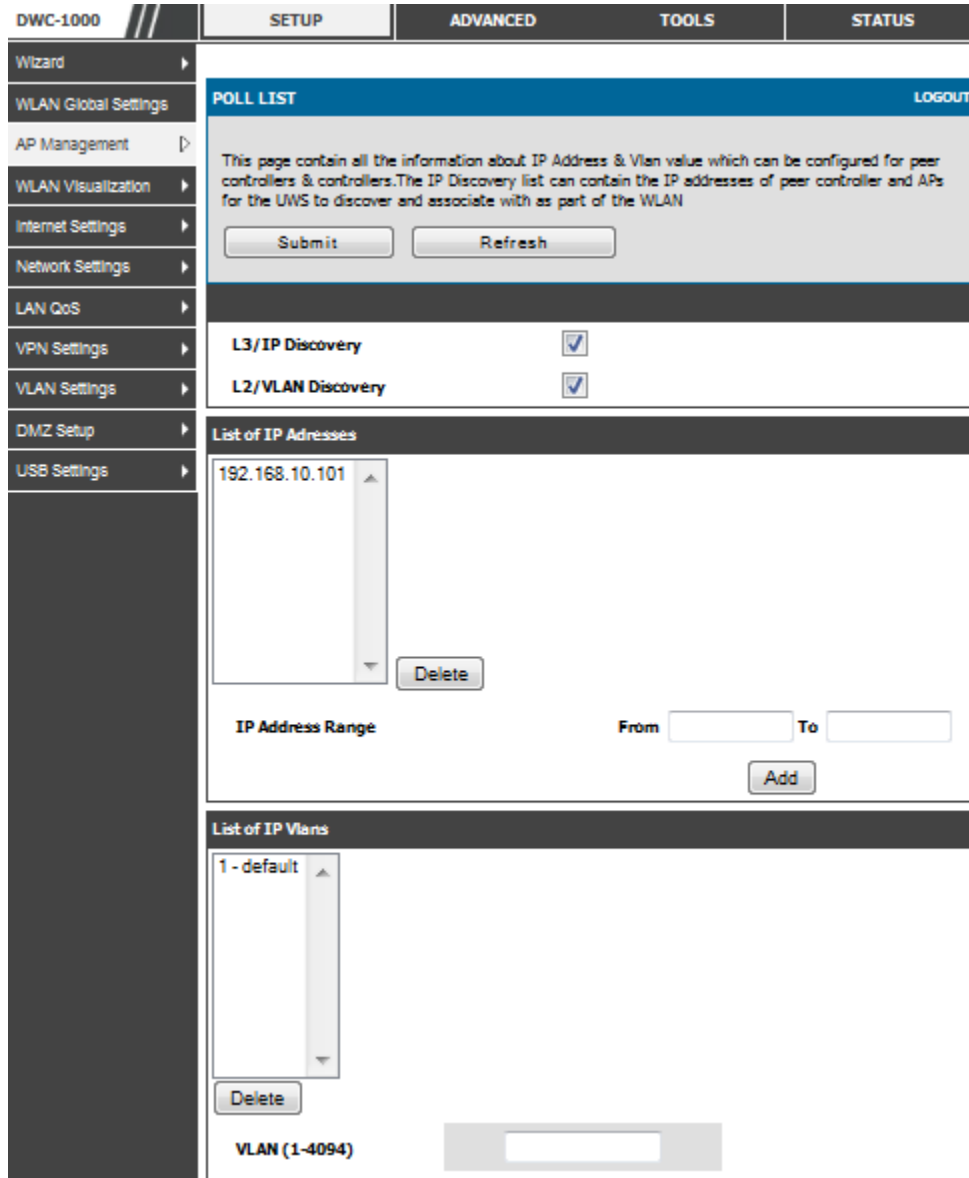 DWC-1000
SETUP
ADVANCED
TOOLS
STATUS
Wizard
WLAN Global Settings
AP Management
WLAN Visualization
Internet Settings
Network Settings
LAN QoS
VPN Settings
VLAN Settings
DMZ Setup
USB Settings
POLL LIST
LOGOUT
This page contain all the information about IP Address & Vlan value which can be configured for peer
controllers & controllers.The IP Discovery list can contain the IP addresses of peer controller and APs
for the UWS to discover and associate with as part of the WLAN
Submit
Refresh
L3/IP Discovery
L2/VLAN Discovery
List of IP Adresses
192.168.10.101
Delete
IP Address Range
From
To
Add
List of IP Vlans
1 - default
Delete
VLAN (1-4094)